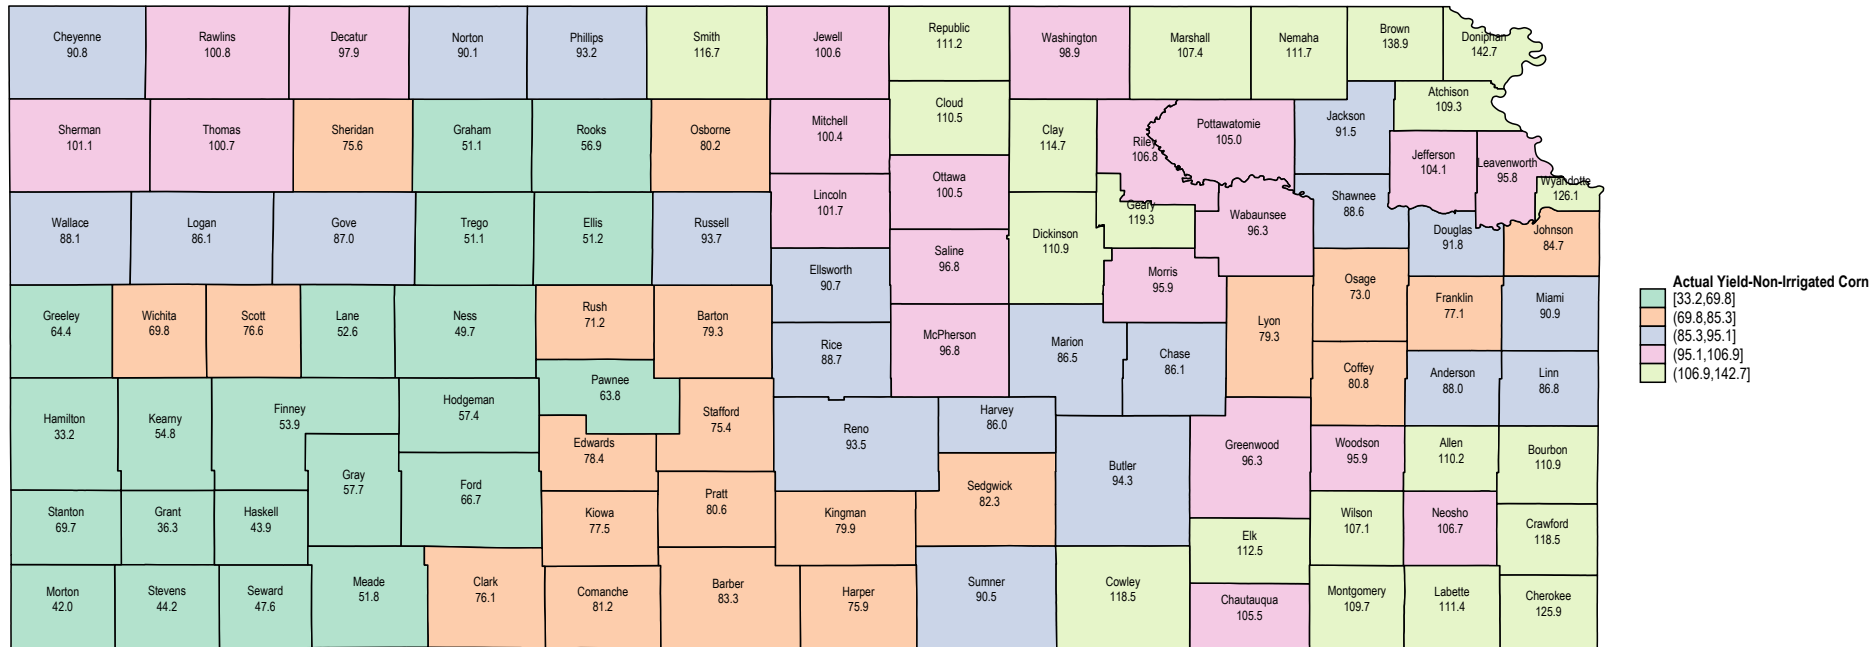 Cheyenne
90.8
Rawlins
100.8
Decatur
97.9
Norton
90.1
Phillips
93.2
Smith
116.7
Jewell
100.6
Republic
111.2
Washington
98.9
Marshall
107.4
Nemaha
111.7
Brown
138.9
Doniphan
142.7
Sherman
101.1
Thomas
100.7
Sheridan
75.6
Graham
51.1
Rooks
56.9
Osborne
80.2
Mitchell
100.4
Cloud
110.5
Clay
114.7
Riley
106.8
Pottawatomie
105.0
Jackson
91.5
Atchison
109.3
Jefferson
104.1
Leavenworth
95.8
Wyandotte
126.1
Wallace
88.1
Logan
86.1
Gove
87.0
Trego
51.1
Ellis
51.2
Russell
93.7
Lincoln
101.7
Ottawa
100.5
Saline
96.8
Dickinson
110.9
Geary
119.3
Wabaunsee
96.3
Shawnee
88.6
Douglas
91.8
Johnson
84.7
Ellsworth
90.7
Morris
95.9
Osage
73.0
Franklin
77.1
Miami
90.9
Greeley
64.4
Wichita
69.8
Scott
76.6
Lane
52.6
Ness
49.7
Rush
71.2
Barton
79.3
Rice
88.7
McPherson
96.8
Marion
86.5
Chase
86.1
Lyon
79.3
Coffey
80.8
Anderson
88.0
Linn
86.8
Hamilton
33.2
Kearny
54.8
Finney
53.9
Hodgeman
57.4
Pawnee
63.8
Stafford
75.4
Edwards
78.4
Reno
93.5
Harvey
86.0
Butler
94.3
Greenwood
96.3
Woodson
95.9
Allen
110.2
Bourbon
110.9
Gray
57.7
Ford
66.7
Pratt
80.6
Sedgwick
82.3
Stanton
69.7
Grant
36.3
Haskell
43.9
Kiowa
77.5
Kingman
79.9
Elk
112.5
Wilson
107.1
Neosho
106.7
Crawford
118.5
Morton
42.0
Stevens
44.2
Seward
47.6
Meade
51.8
Clark
76.1
Comanche
81.2
Barber
83.3
Harper
75.9
Sumner
90.5
Cowley
118.5
Chautauqua
105.5
Montgomery
109.7
Labette
111.4
Cherokee
125.9
Actual Yield-Non-Irrigated Corn
[33.2,69.8]
(69.8,85.3]
(85.3,95.1]
(95.1,106.9]
(106.9,142.7]